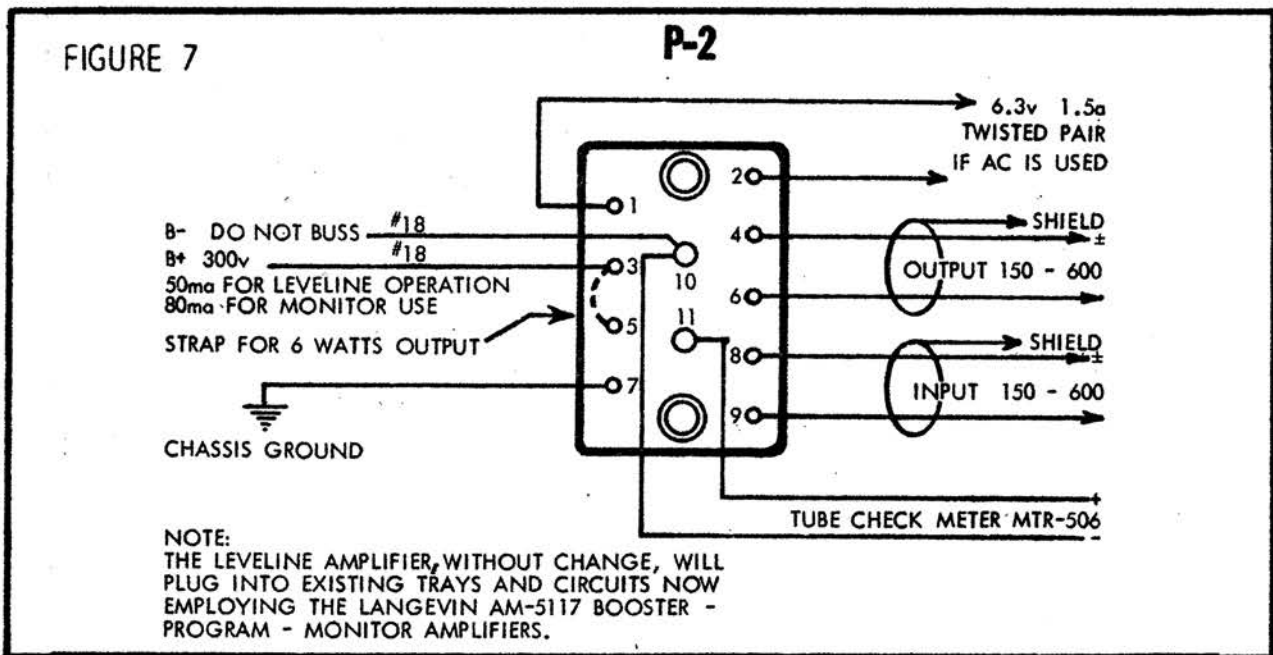 FIGURE 7
P-2
6.3v 1.5a
TWISTED PAIR
IF AC IS USED
1
2
B- DO NOT BUSS #18
B+ 300v #18
50ma FOR LEVELINE OPERATION
80ma FOR MONITOR USE
STRAP FOR 6 WATTS OUTPUT
3
5
7
10
11
4
6
8
9
SHIELD
±
OUTPUT 150 - 600
SHIELD
±
INPUT 150 - 600
CHASSIS GROUND
+
TUBE CHECK METER MTR-506
-
NOTE:
THE LEVELINE AMPLIFIER, WITHOUT CHANGE, WILL
PLUG INTO EXISTING TRAYS AND CIRCUITS NOW
EMPLOYING THE LANGEVIN AM-5117 BOOSTER -
PROGRAM - MONITOR AMPLIFIERS.